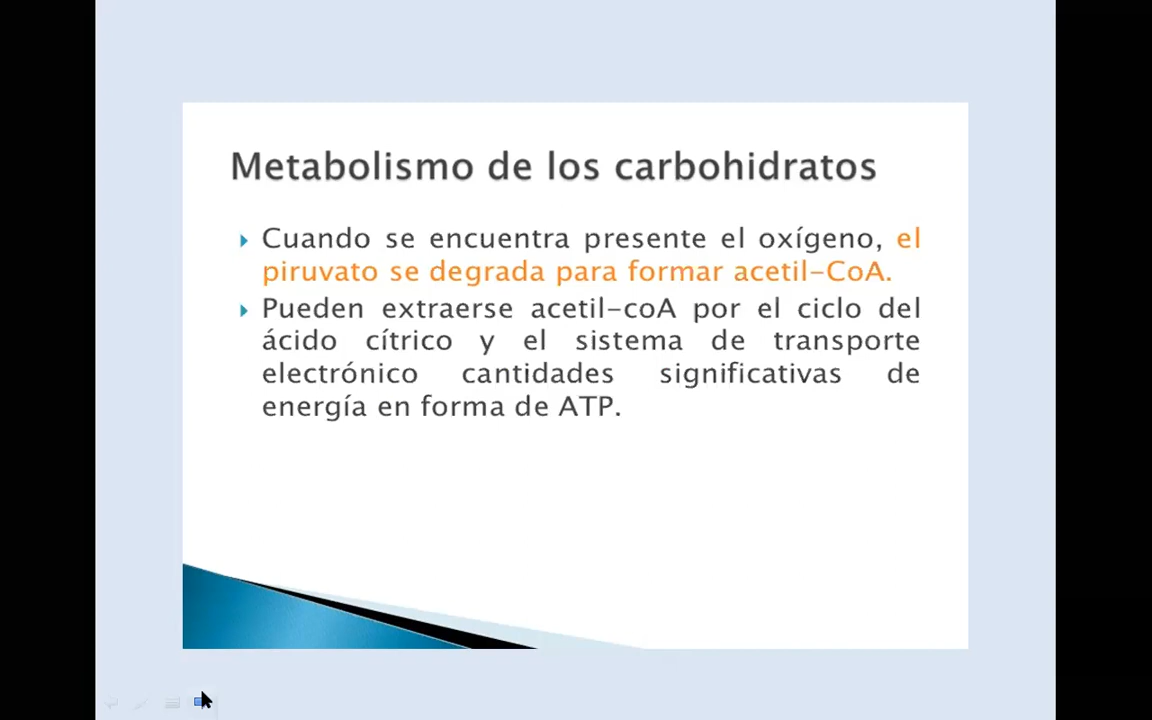 Metabolismo de los carbohidratos
Cuando se encuentra presente el oxígeno, el
piruvato se degrada para formar acetil-CoA.
Pueden extraerse acetil-coA por el ciclo del
ácido cítrico y el sistema de transporte
electrónico cantidades significativas de
energía en forma de ATP.